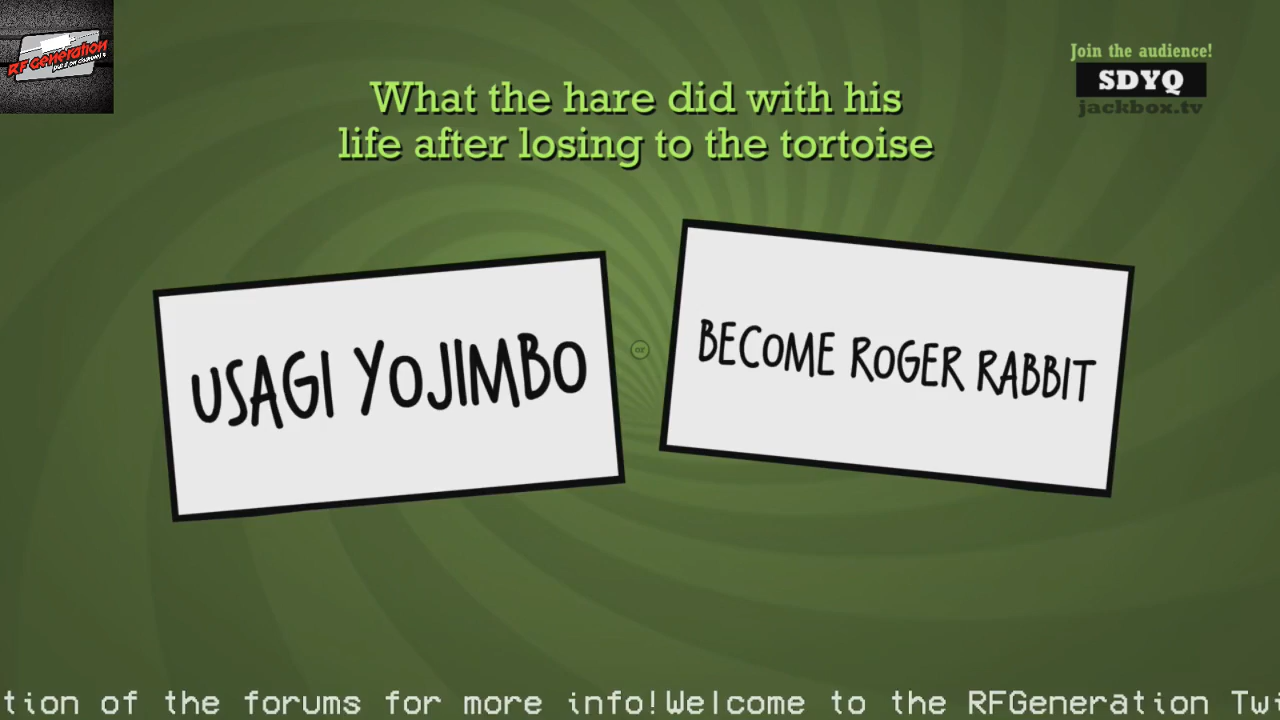 RF Generation
Join the audience!
SDYQ
jackbox.tv
What the hare did with his
life after losing to the tortoise
USAGI YOJIMBO
or
BECOME ROGER RABBIT
tion of the forums for more info!Welcome to the RFGeneration Twi